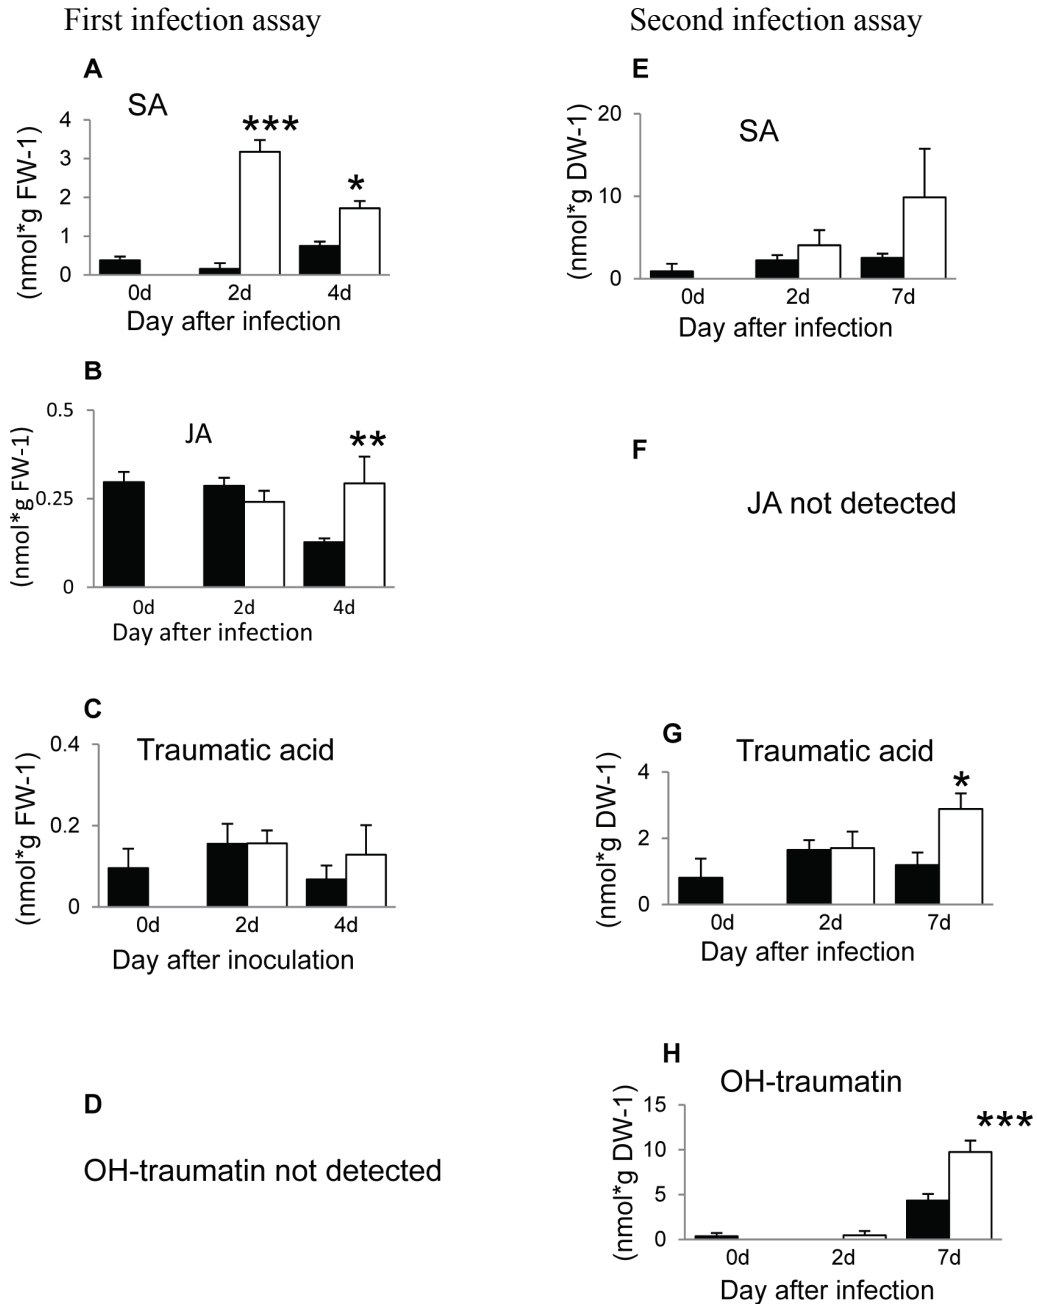 First infection assay
Second infection assay
A
SA
(nmol*g FW-1)
4
3
2
1
0
***
*
0d 2d 4d
Day after infection
B
JA
(nmol*g FW-1)
0.5
0.25
0
**
0d 2d 4d
Day after infection
C
Traumatic acid
(nmol*g FW-1)
0.4
0.2
0
0d 2d 4d
Day after inoculation
D
OH-traumatin not detected
E
SA
(nmol*g DW-1)
20
10
0
0d 2d 7d
Day after infection
F
JA not detected
G
Traumatic acid
(nmol*g DW-1)
4
2
0
*
0d 2d 7d
Day after infection
H
OH-traumatin
(nmol*g DW-1)
15
10
5
0
***
0d 2d 7d
Day after infection